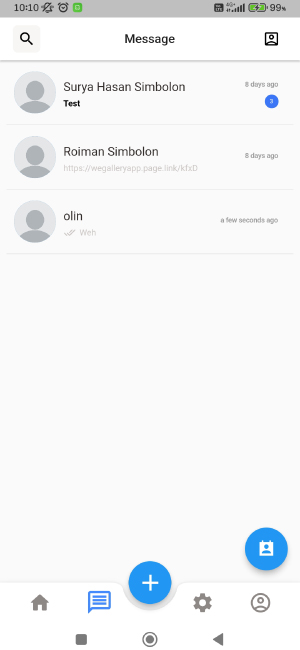 10:10 4G+ 99%
Message
Surya Hasan Simbolon 8 days ago
Test 3
Roiman Simbolon 8 days ago
https://wegalleryapp.page.link/kfxD
olin a few seconds ago
Weh